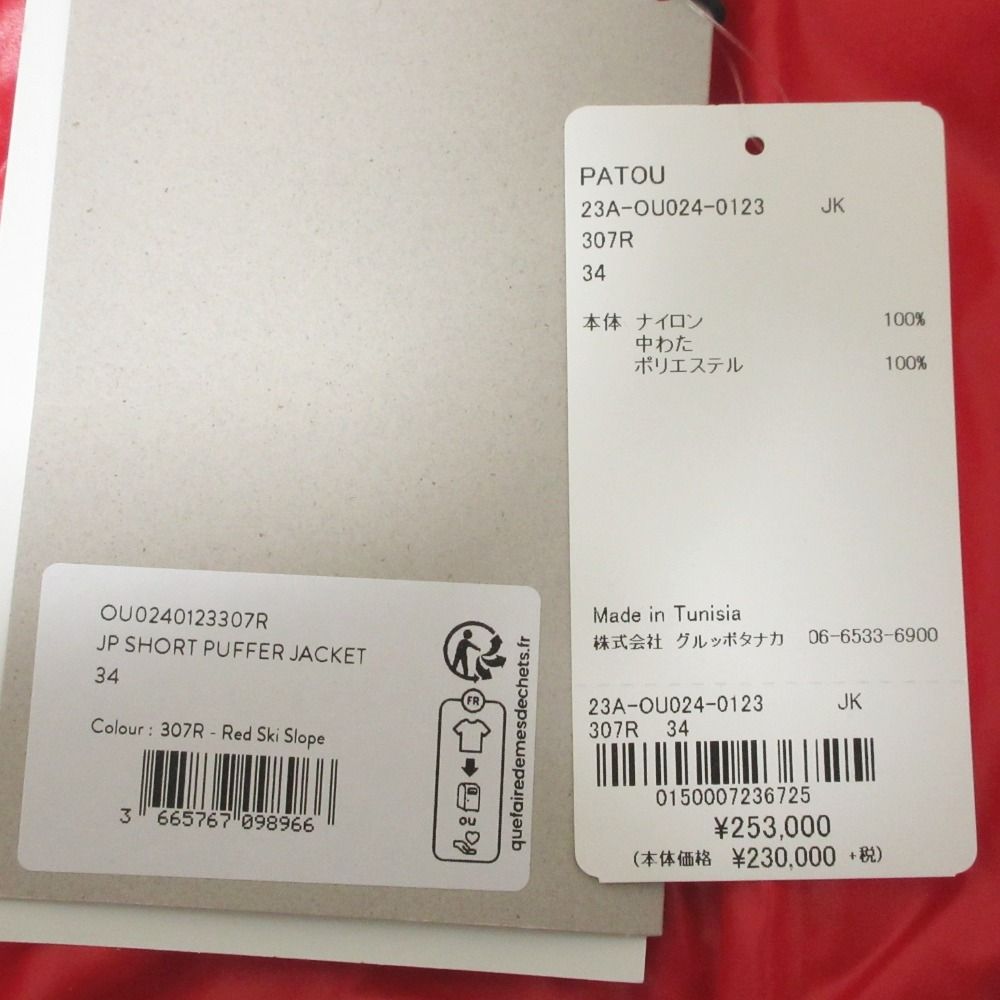 OU0240123307R
JP SHORT PUFFER JACKET
34
Colour : 307R - Red Ski Slope
3 665767 098966
FR
quefairedemesdechets.fr
PATOU
23A-OU024-0123 JK
307R
34
本体 ナイロン 100%
中わた
ポリエステル 100%
Made in Tunisia
株式会社 グルッポタナカ 06-6533-6900
23A-OU024-0123 JK
307R 34
0150007236725
¥253,000
(本体価格 ¥230,000 +税)